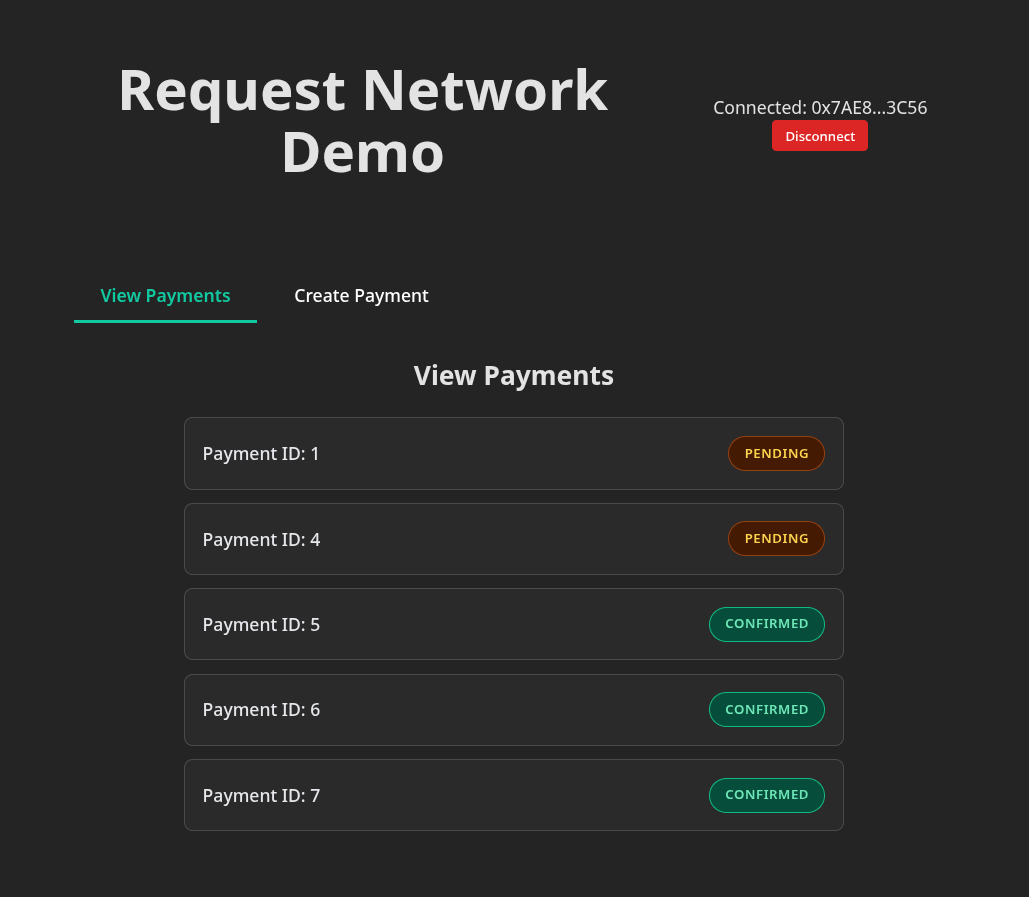 Request Network
Demo
Connected: 0x7AE8...3C56
Disconnect
View Payments
Create Payment
View Payments
Payment ID: 1
PENDING
Payment ID: 4
PENDING
Payment ID: 5
CONFIRMED
Payment ID: 6
CONFIRMED
Payment ID: 7
CONFIRMED